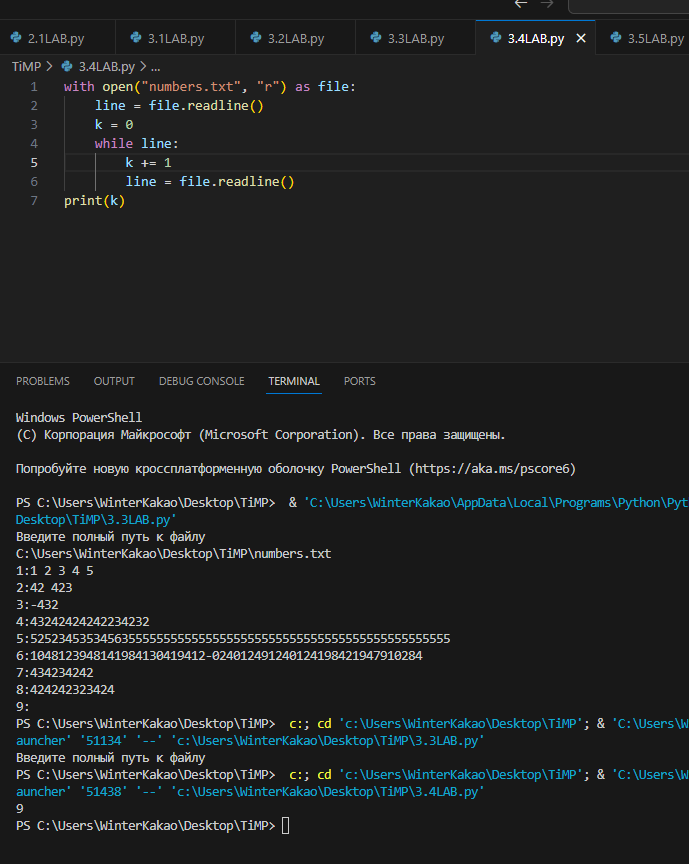 2.1LAB.py 3.1LAB.py 3.2LAB.py 3.3LAB.py 3.4LAB.py 3.5LAB.py
TiMP > 3.4LAB.py > ...
1 with open("numbers.txt", "r") as file:
2 line = file.readline()
3 k = 0
4 while line:
5 k += 1
6 line = file.readline()
7 print(k)
PROBLEMS OUTPUT DEBUG CONSOLE TERMINAL PORTS
Windows PowerShell
(C) Корпорация Майкрософт (Microsoft Corporation). Все права защищены.
Попробуйте новую кроссплатформенную оболочку PowerShell (https://aka.ms/pscore6)
PS C:\Users\WinterKakao\Desktop\TiMP> & 'C:\Users\WinterKakao\AppData\Local\Programs\Python\Pyt
Desktop\TiMP\3.3LAB.py'
Введите полный путь к файлу
C:\Users\WinterKakao\Desktop\TiMP\numbers.txt
1:1 2 3 4 5
2:42 423
3:-432
4:43242424242234232
7:434234242
8:424242323424
9:
PS C:\Users\WinterKakao\Desktop\TiMP> c:; cd 'c:\Users\WinterKakao\Desktop\TiMP'; & 'C:\Users\W
auncher' '51134' '--' 'c:\Users\WinterKakao\Desktop\TiMP\3.3LAB.py'
Введите полный путь к файлу
PS C:\Users\WinterKakao\Desktop\TiMP> c:; cd 'c:\Users\WinterKakao\Desktop\TiMP'; & 'C:\Users\W
auncher' '51438' '--' 'c:\Users\WinterKakao\Desktop\TiMP\3.4LAB.py'
9
PS C:\Users\WinterKakao\Desktop\TiMP>